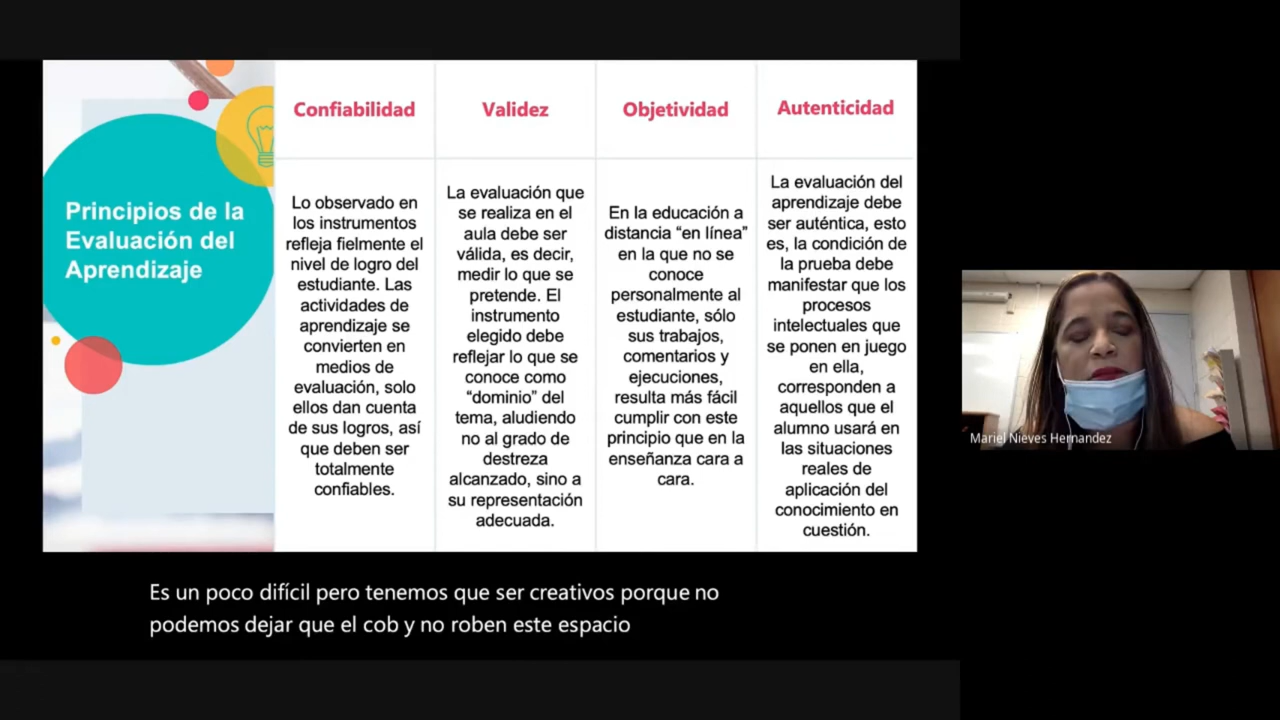 Principios de la
Evaluación del
Aprendizaje
Confiabilidad
Lo observado en
los instrumentos
refleja fielmente el
nivel de logro del
estudiante. Las
actividades de
aprendizaje se
convierten en
medios de
evaluación, solo
ellos dan cuenta
de sus logros, así
que deben ser
totalmente
confiables.
Validez
La evaluación que
se realiza en el
aula debe ser
válida, es decir,
medir lo que se
pretende. El
instrumento
elegido debe
reflejar lo que se
conoce como
“dominio” del
tema, aludiendo
no al grado de
destreza
alcanzado, sino a
su representación
adecuada.
Objetividad
En la educación a
distancia “en línea”
en la que no se
conoce
personalmente al
estudiante, sólo
sus trabajos,
comentarios y
ejecuciones,
resulta más fácil
cumplir con este
principio que en la
enseñanza cara a
cara.
Autenticidad
La evaluación del
aprendizaje debe
ser auténtica, esto
es, la condición de
la prueba debe
manifestar que los
procesos
intelectuales que
se ponen en juego
en ella,
corresponden a
aquellos que el
alumno usará en
las situaciones
reales de
aplicación del
conocimiento en
cuestión.
Mariel Nieves Hernandez
Es un poco difícil pero tenemos que ser creativos porque no
podemos dejar que el cob y no roben este espacio